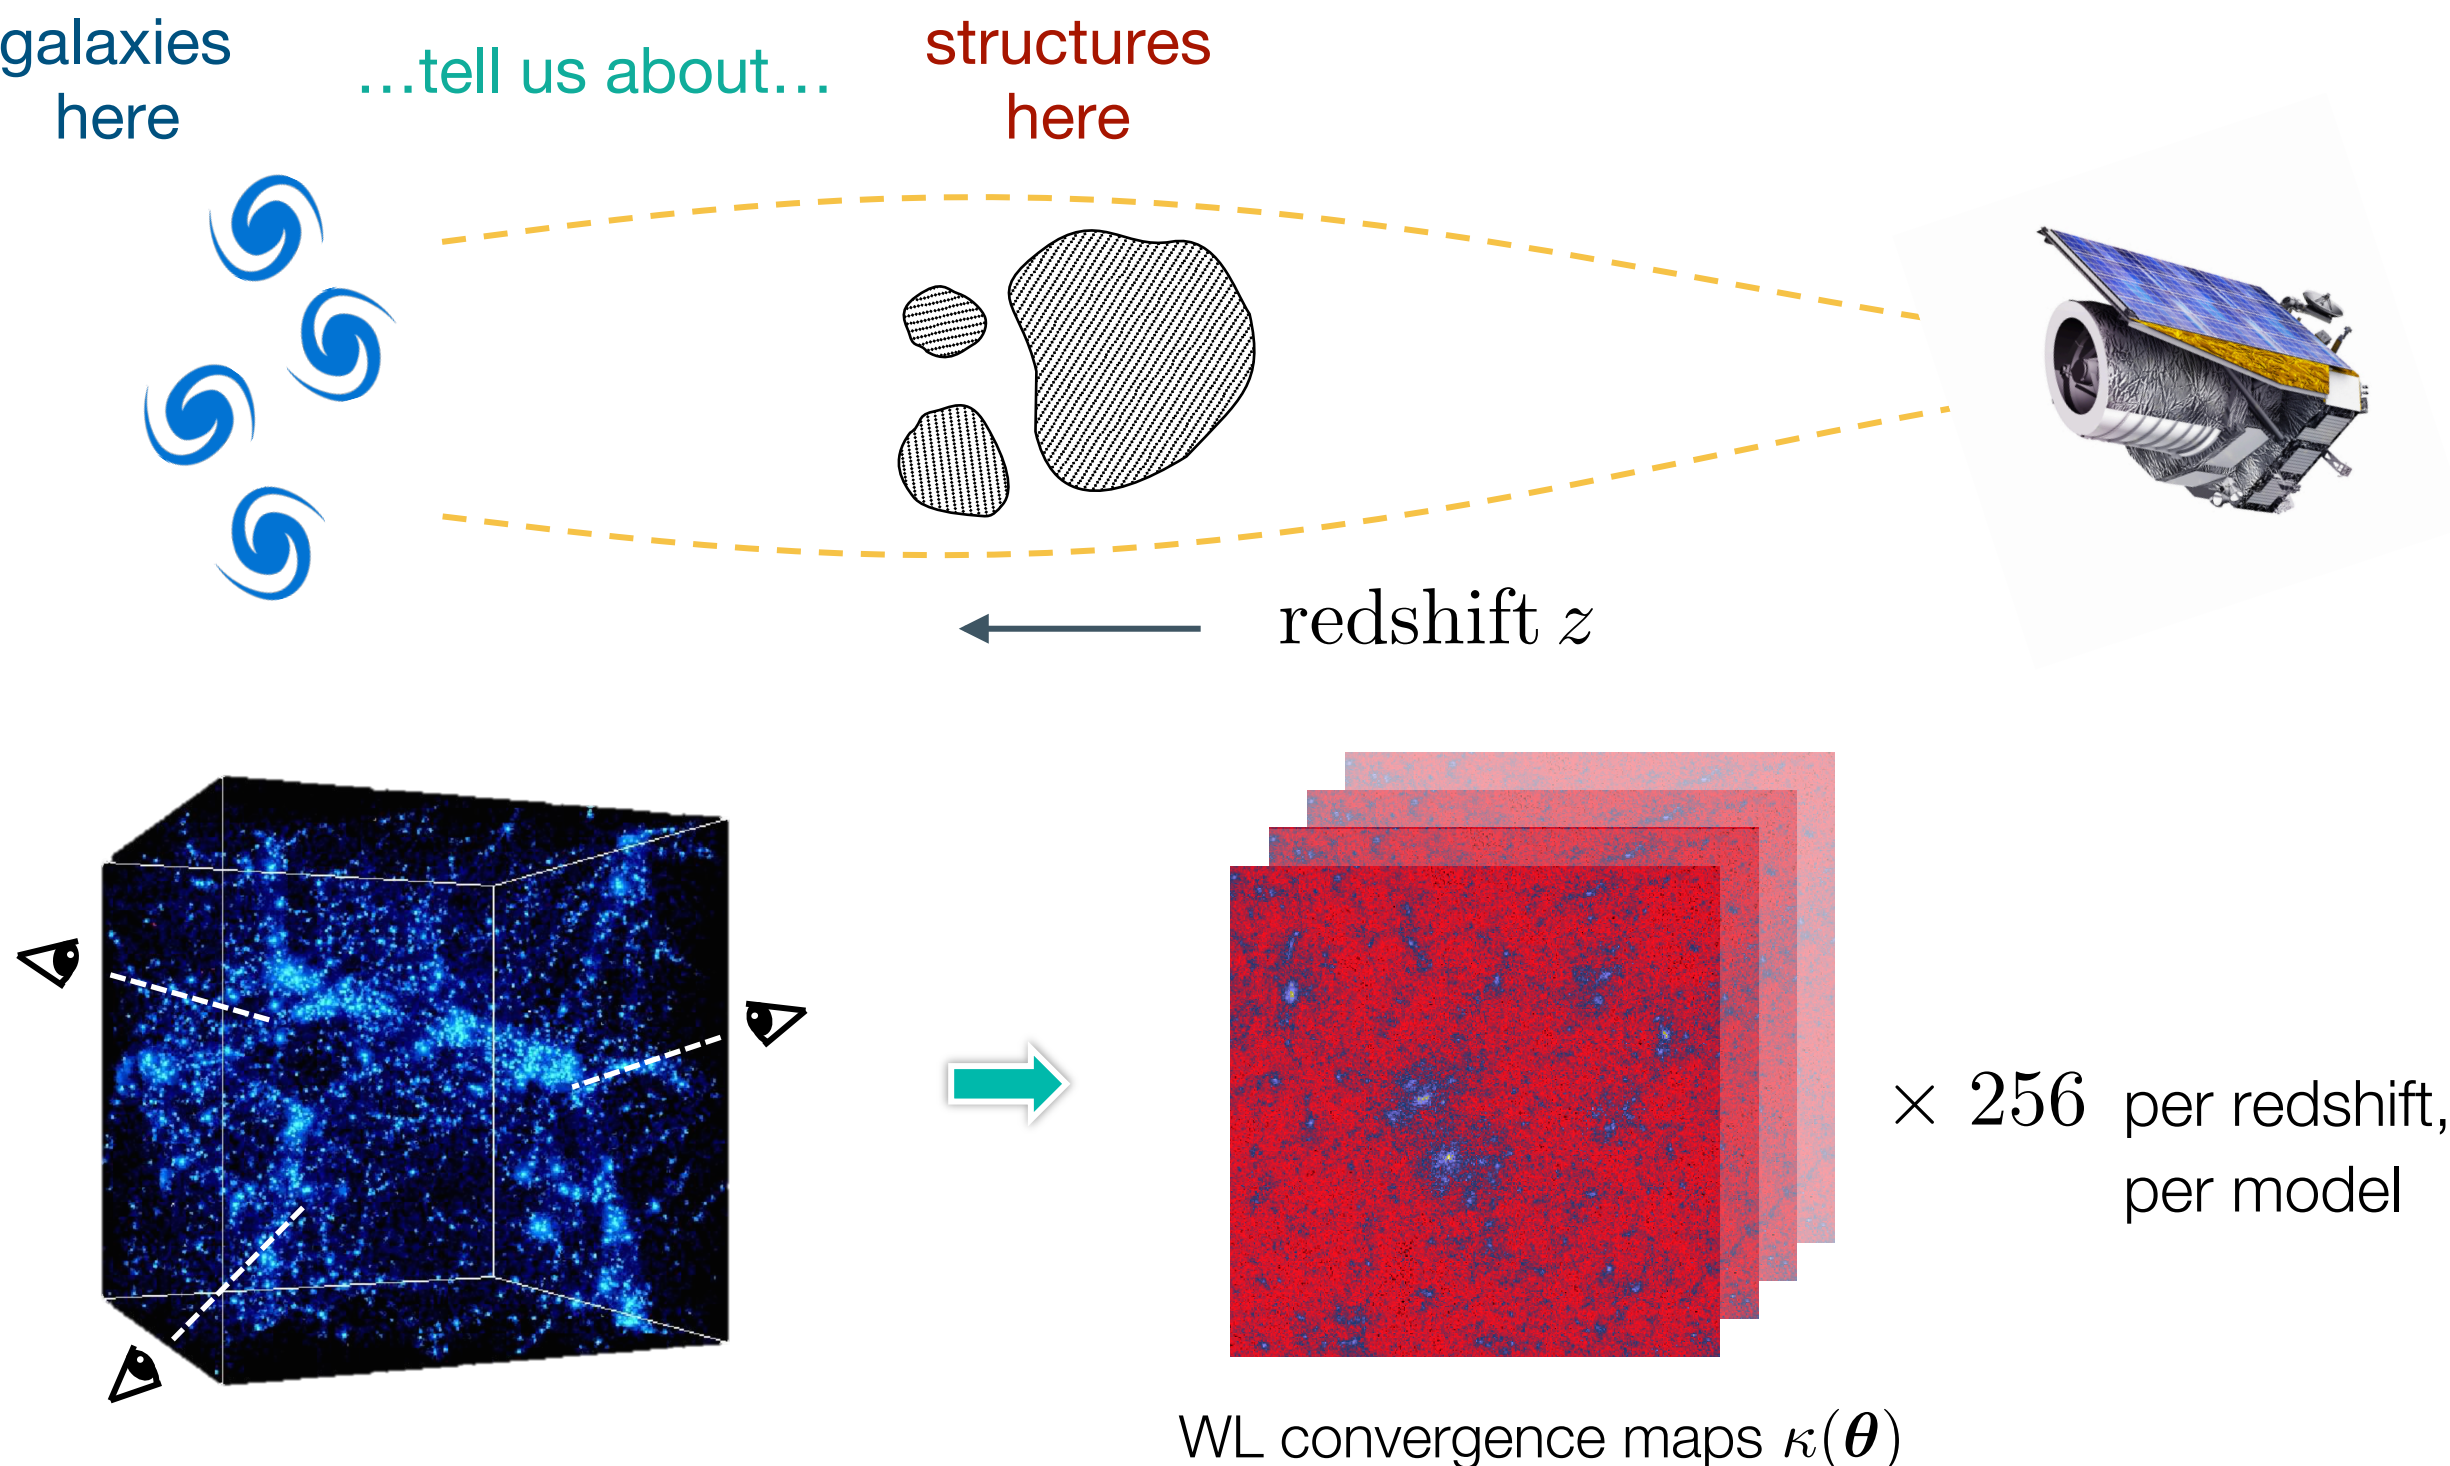 galaxies
here
...tell us about...
structures
here
redshift z
× 256 per redshift,
per model
WL convergence maps κ(θ)